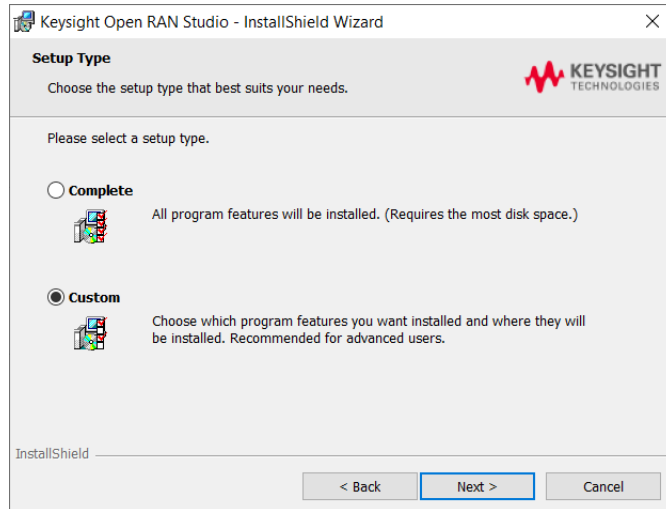 Keysight Open RAN Studio - InstallShield Wizard
Setup Type
Choose the setup type that best suits your needs.
KEYSIGHT
TECHNOLOGIES
Please select a setup type.
Complete
All program features will be installed. (Requires the most disk space.)
Custom
Choose which program features you want installed and where they will
be installed. Recommended for advanced users.
InstallShield
< Back
Next >
Cancel